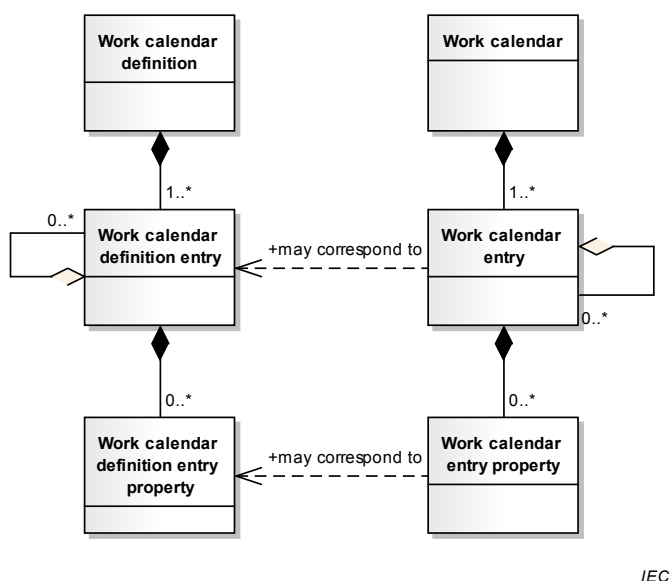 Work calendar
definition
Work calendar
1..*
1..*
0..*
Work calendar
definition entry
+may correspond to
Work calendar
entry
0..*
0..*
0..*
Work calendar
definition entry
property
+may correspond to
Work calendar
entry property
IEC